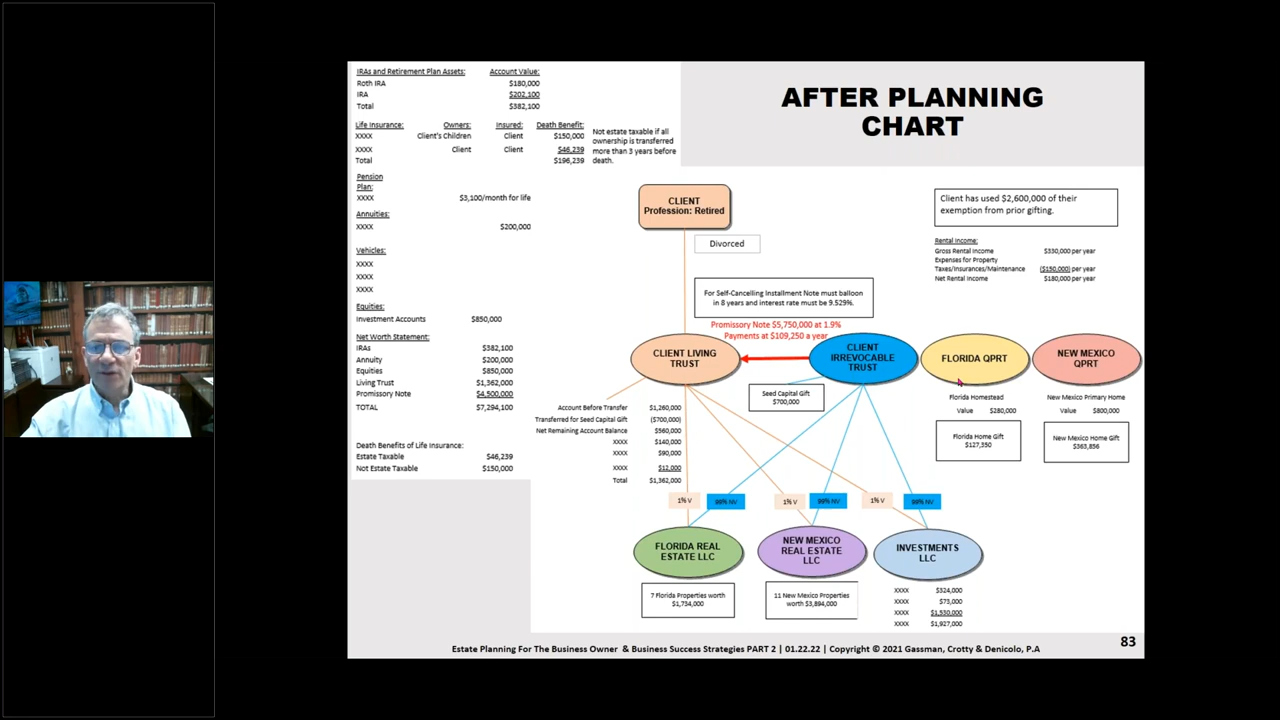 IRAs and Retirement Plan Assets: Account Value:
Roth IRA $180,000
IRA $202,100
Total $382,100
Life Insurance: Owners: Insured: Death Benefit:
XXXX Client's Children Client $150,000
XXXX Client Client $46,239
Total $196,239
Not estate taxable if all
ownership is transferred
more than 3 years before
death.
Pension
Plan:
XXXX $3,100/month for life
Annuities:
XXXX $200,000
Vehicles:
XXXX
XXXX
XXXX
Equities:
Investment Accounts $850,000
Net Worth Statement:
IRAs $382,100
Annuity $200,000
Equities $850,000
Living Trust $1,362,000
Promissory Note $4,500,000
TOTAL $7,294,100
Death Benefits of Life Insurance:
Estate Taxable $46,239
Not Estate Taxable $150,000
AFTER PLANNING
CHART
CLIENT
Profession: Retired
Divorced
Client has used $2,600,000 of their
exemption from prior gifting.
Rental Income:
Gross Rental Income $330,000 per year
Expenses for Property
Taxes/Insurances/Maintenance ($150,000) per year
Net Rental Income $180,000 per year
For Self-Cancelling Installment Note must balloon
in 8 years and interest rate must be 9.529%.
Promissory Note $5,750,000 at 1.9%
Payments at $109,250 a year
CLIENT LIVING
TRUST
CLIENT
IRREVOCABLE
TRUST
FLORIDA QPRT
NEW MEXICO
QPRT
Seed Capital Gift
$700,000
Florida Homestead
Value $280,000
Florida Home Gift
$127,350
New Mexico Primary Home
Value $800,000
New Mexico Home Gift
$363,856
Account Before Transfer $1,260,000
Transferred for Seed Capital Gift ($700,000)
Net Remaining Account Balance $560,000
XXXX $140,000
XXXX $90,000
XXXX $12,000
Total $1,362,000
1% V
99% NV
1% V
99% NV
1% V
99% NV
FLORIDA REAL
ESTATE LLC
NEW MEXICO
REAL ESTATE
LLC
INVESTMENTS
LLC
7 Florida Properties worth
$1,734,000
11 New Mexico Properties
worth $3,894,000
XXXX $324,000
XXXX $73,000
XXXX $1,530,000
XXXX $1,927,000
83
Estate Planning For The Business Owner & Business Success Strategies PART 2 | 01.22.22 | Copyright © 2021 Gassman, Crotty & Denicolo, P.A